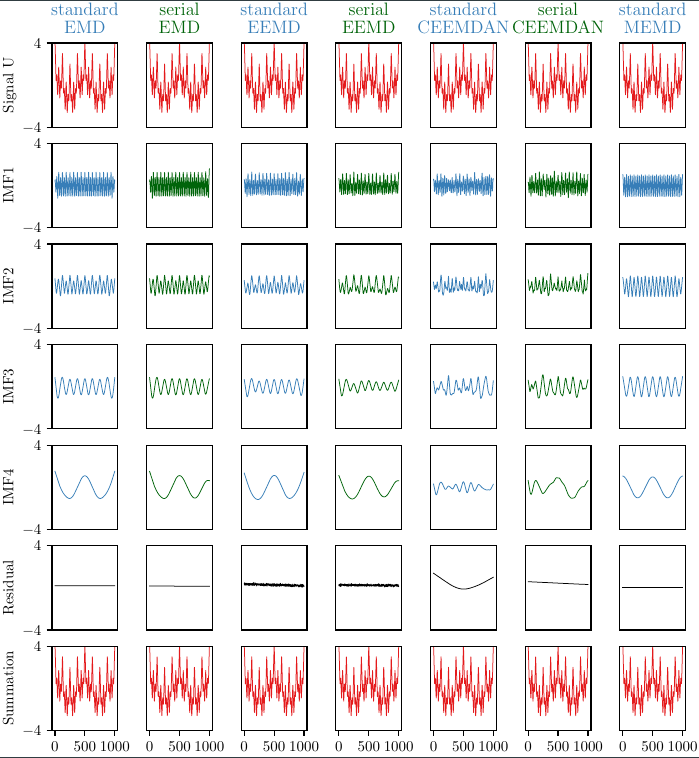 standard serial standard serial standard serial standard
EMD EMD EEMD EEMD CEEMDAN CEEMDAN MEMD
4
Signal U
−4
4
IMF1
−4
4
IMF2
−4
4
IMF3
−4
4
IMF4
−4
4
Residual
−4
4
Summation
−4
0 500 1000 0 500 1000 0 500 1000 0 500 1000 0 500 1000 0 500 1000 0 500 1000